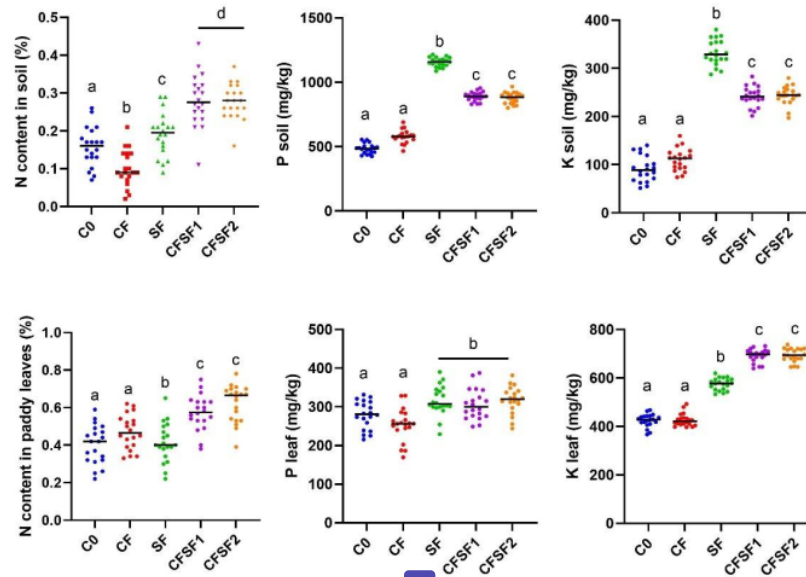 N content in soil (%)
0.5
0.4
0.3
0.2
0.1
0.0
a
b
c
d
C0
CF
SF
CFSF1
CFSF2
P soil (mg/kg)
1500
1000
500
0
a
a
b
c
c
C0
CF
SF
CFSF1
CFSF2
K soil (mg/kg)
400
300
200
100
0
a
a
b
c
c
C0
CF
SF
CFSF1
CFSF2
N content in paddy leaves (%)
1.0
0.8
0.6
0.4
0.2
0.0
a
a
b
c
c
C0
CF
SF
CFSF1
CFSF2
P leaf (mg/kg)
500
400
300
200
100
0
a
a
b
C0
CF
SF
CFSF1
CFSF2
K leaf (mg/kg)
800
600
400
200
0
a
a
b
c
c
C0
CF
SF
CFSF1
CFSF2